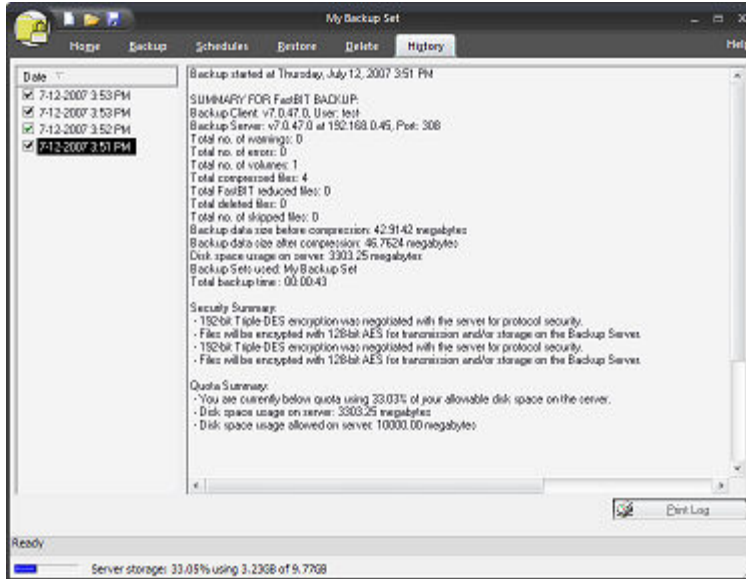 My Backup Set
Home Backup Schedules Restore Delete History Help
Date
7-12-2007 3:53 PM
7-12-2007 3:53 PM
7-12-2007 3:52 PM
7-12-2007 3:51 PM
Backup started at Thursday, July 12, 2007 3:51 PM
SUMMARY FOR FastBIT BACKUP:
Backup Client: v7.0.47.0, User: test
Backup Server: v7.0.47.0 at 192.168.0.45, Port: 308
Total no. of warnings: 0
Total no. of errors: 0
Total no. of volumes: 1
Total compressed files: 4
Total FastBIT reduced files: 0
Total deleted files: 0
Total no. of skipped files: 0
Backup data size before compression: 42.9142 megabytes
Backup data size after compression: 46.7624 megabytes
Disk space usage on server: 3303.25 megabytes
Backup Sets used: My Backup Set
Total backup time: 00:00:43
Security Summary:
- 192-bit Triple-DES encryption was negotiated with the server for protocol security.
- Files will be encrypted with 128-bit AES for transmission and/or storage on the Backup Server.
- 192-bit Triple-DES encryption was negotiated with the server for protocol security.
- Files will be encrypted with 128-bit AES for transmission and/or storage on the Backup Server.
Quota Summary:
- You are currently below quota using 33.03% of your allowable disk space on the server.
- Disk space usage on server: 3303.25 megabytes
- Disk space usage allowed on server: 10000.00 megabytes
Print Log
Ready
Server storage: 33.05% using 3.23GB of 9.77GB